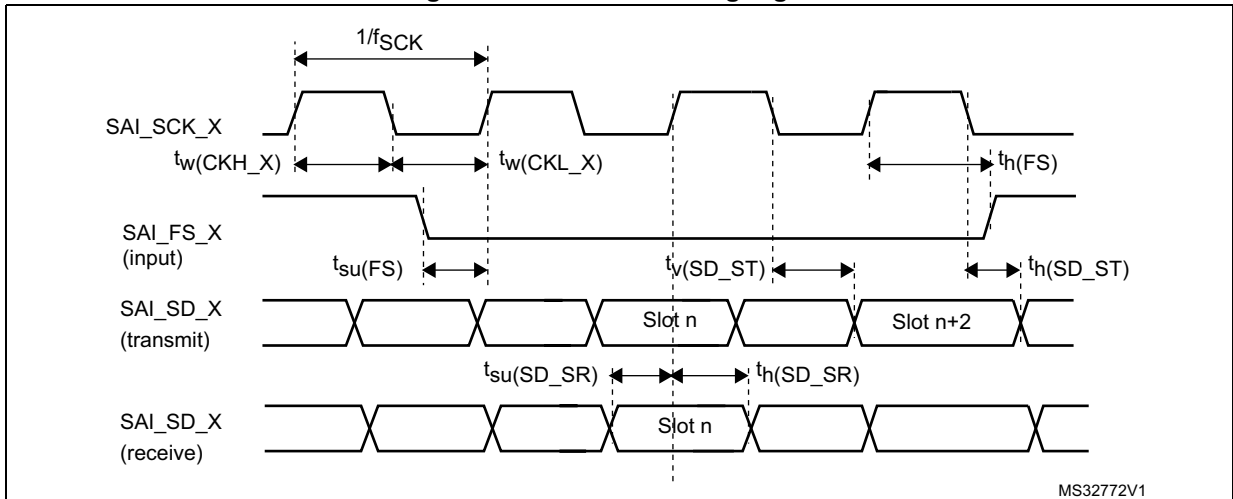 1/fSCK
SAI_SCK_X
tw(CKH_X)
tw(CKL_X)
th(FS)
SAI_FS_X
(input)
tsu(FS)
tv(SD_ST)
th(SD_ST)
SAI_SD_X
(transmit)
Slot n
Slot n+2
tsu(SD_SR)
th(SD_SR)
SAI_SD_X
(receive)
Slot n
MS32772V1